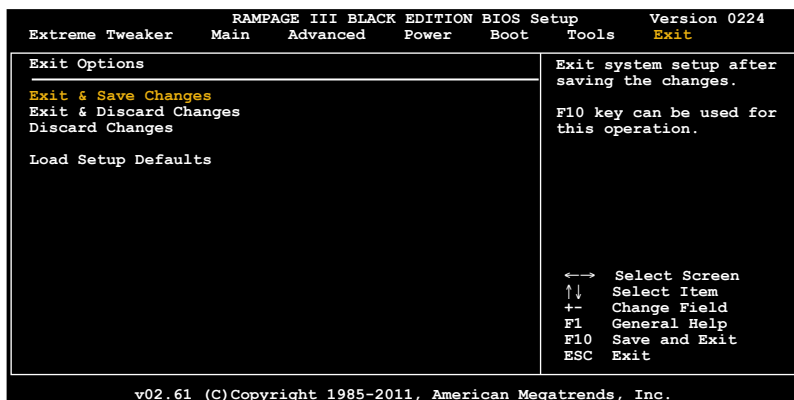 RAMPAGE III BLACK EDITION BIOS Setup Version 0224
Extreme Tweaker Main Advanced Power Boot Tools Exit
Exit Options
Exit & Save Changes
Exit & Discard Changes
Discard Changes
Load Setup Defaults
Exit system setup after
saving the changes.
F10 key can be used for
this operation.
←→ Select Screen
↑↓ Select Item
+- Change Field
F1 General Help
F10 Save and Exit
ESC Exit
v02.61 (C)Copyright 1985-2011, American Megatrends, Inc.